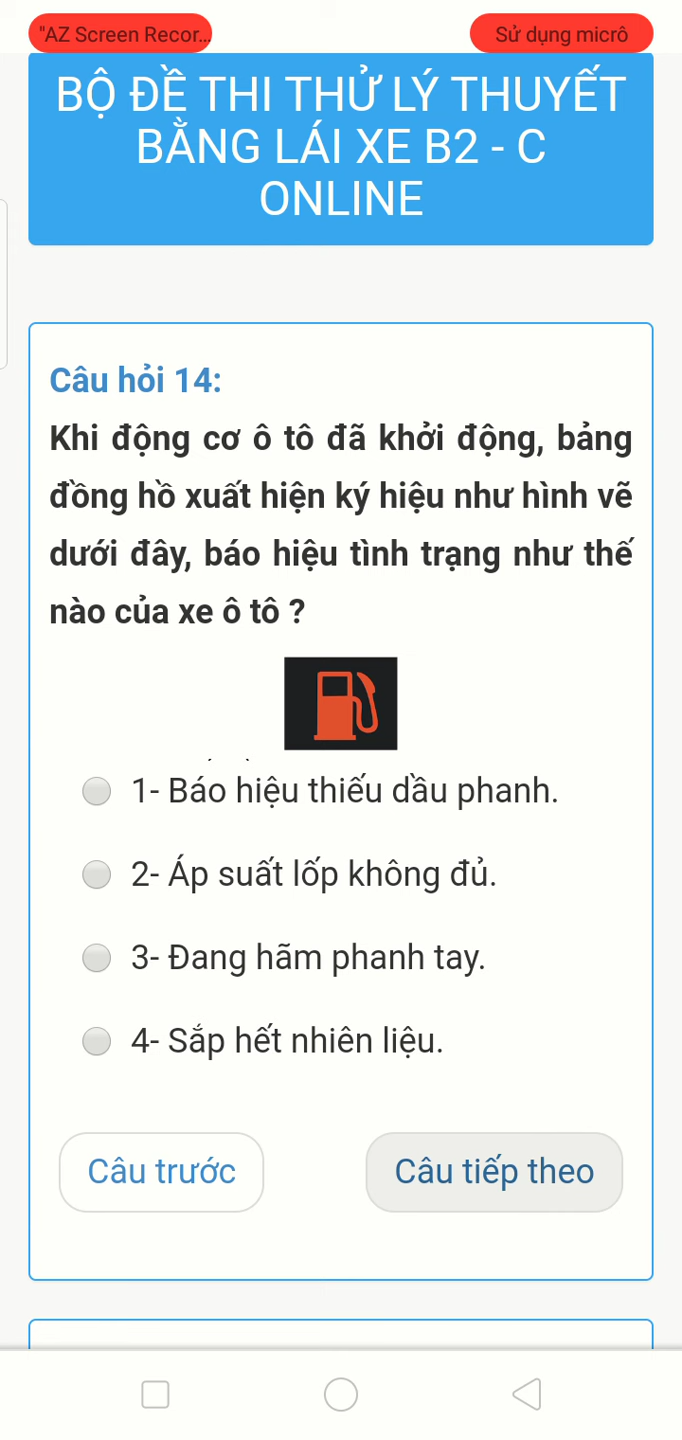 "AZ Screen Recor...
Sử dụng micrô
BỘ ĐỀ THI THỬ LÝ THUYẾT
BẰNG LÁI XE B2 - C
ONLINE
Câu hỏi 14:
Khi động cơ ô tô đã khởi động, bảng
đồng hồ xuất hiện ký hiệu như hình vẽ
dưới đây, báo hiệu tình trạng như thế
nào của xe ô tô ?
1- Báo hiệu thiếu dầu phanh.
2- Áp suất lốp không đủ.
3- Đang hãm phanh tay.
4- Sắp hết nhiên liệu.
Câu trước
Câu tiếp theo